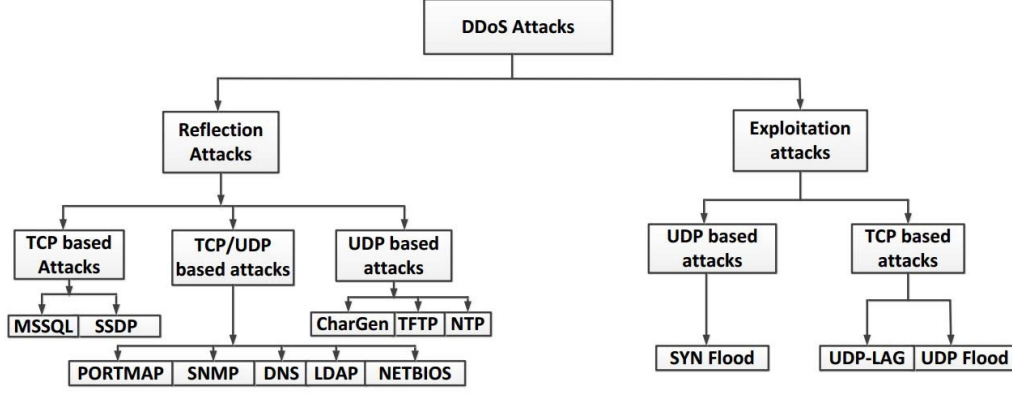 DDoS Attacks
Reflection
Attacks
Exploitation
attacks
TCP based
Attacks
TCP/UDP
based attacks
UDP based
attacks
UDP based
attacks
TCP based
attacks
MSSQL
SSDP
CharGen
TFTP
NTP
PORTMAP
SNMP
DNS
LDAP
NETBIOS
SYN Flood
UDP-LAG
UDP Flood